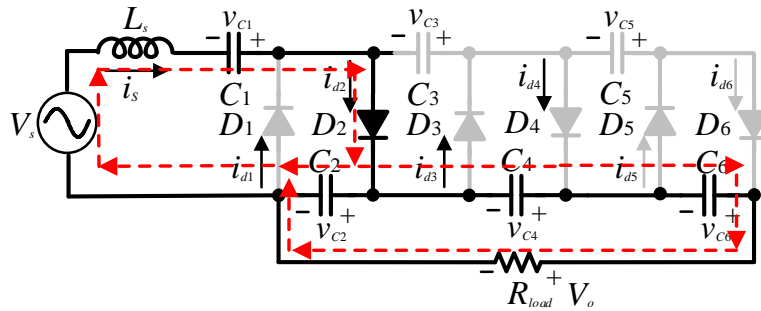 L_s - v_C1 + - v_C3 + - v_C5 +
i_s C_1 i_d2 C_3 i_d4 C_5 i_d6
V_s D_1 D_2 D_3 D_4 D_5 D_6
i_d1 C_2 i_d3 C_4 i_d5 C_6
- v_C2 + - v_C4 + - v_C6 +
- R_load + V_o